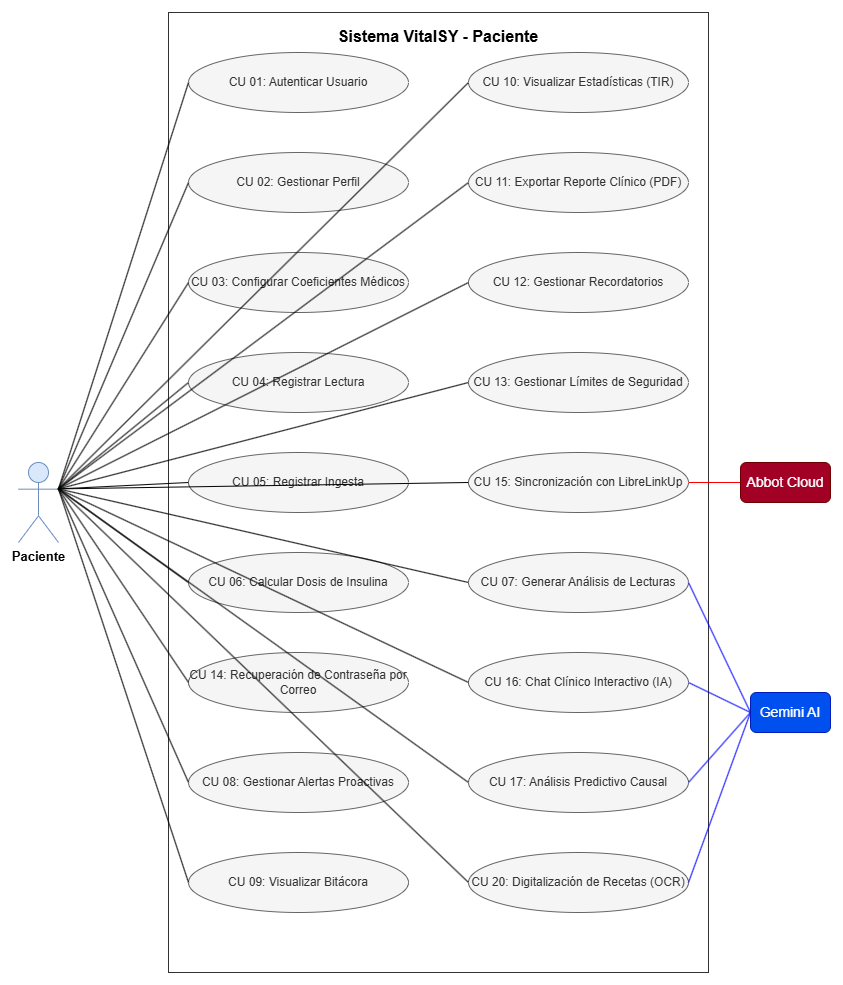 Sistema VitalSY - Paciente
CU 01: Autenticar Usuario
CU 10: Visualizar Estadísticas (TIR)
CU 02: Gestionar Perfil
CU 11: Exportar Reporte Clínico (PDF)
CU 03: Configurar Coeficientes Médicos
CU 12: Gestionar Recordatorios
CU 04: Registrar Lectura
CU 13: Gestionar Límites de Seguridad
CU 05: Registrar Ingesta
CU 15: Sincronización con LibreLinkUp
Abbot Cloud
Paciente
CU 06: Calcular Dosis de Insulina
CU 07: Generar Análisis de Lecturas
CU 14: Recuperación de Contraseña por
Correo
CU 16: Chat Clínico Interactivo (IA)
Gemini AI
CU 08: Gestionar Alertas Proactivas
CU 17: Análisis Predictivo Causal
CU 09: Visualizar Bitácora
CU 20: Digitalización de Recetas (OCR)